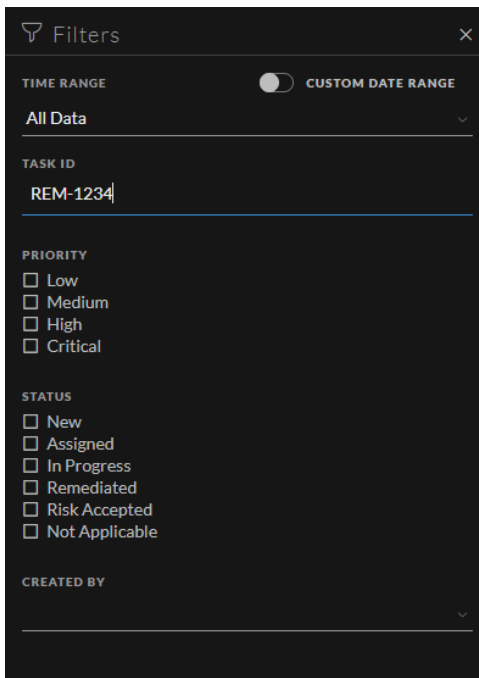 Filters
TIME RANGE CUSTOM DATE RANGE
All Data
TASK ID
REM-1234
PRIORITY
Low
Medium
High
Critical
STATUS
New
Assigned
In Progress
Remediated
Risk Accepted
Not Applicable
CREATED BY